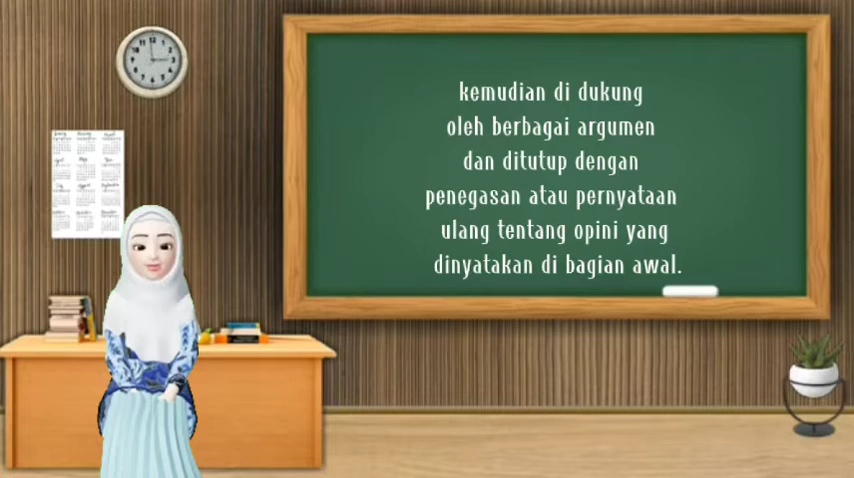 kemudian di dukung
oleh berbagai argumen
dan ditutup dengan
penegasan atau pernyataan
ulang tentang opini yang
dinyatakan di bagian awal.